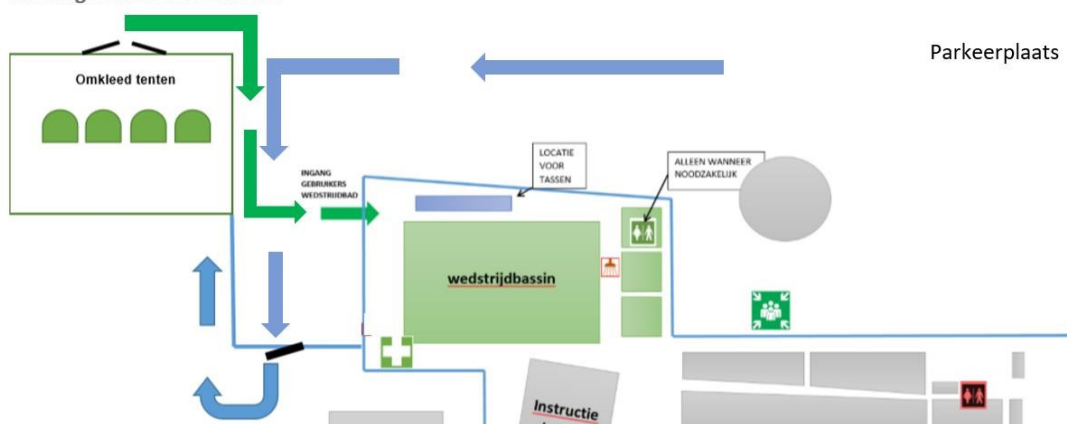 Parkeerplaats
Omkleed tenten
LOCATIE
VOOR
TASSEN
ALLEEN WANNEER
NOODZAKELIJK
INGANG
GEBRUIKERS
WEDSTRIJDBAD
wedstrijdbassin
Instructie